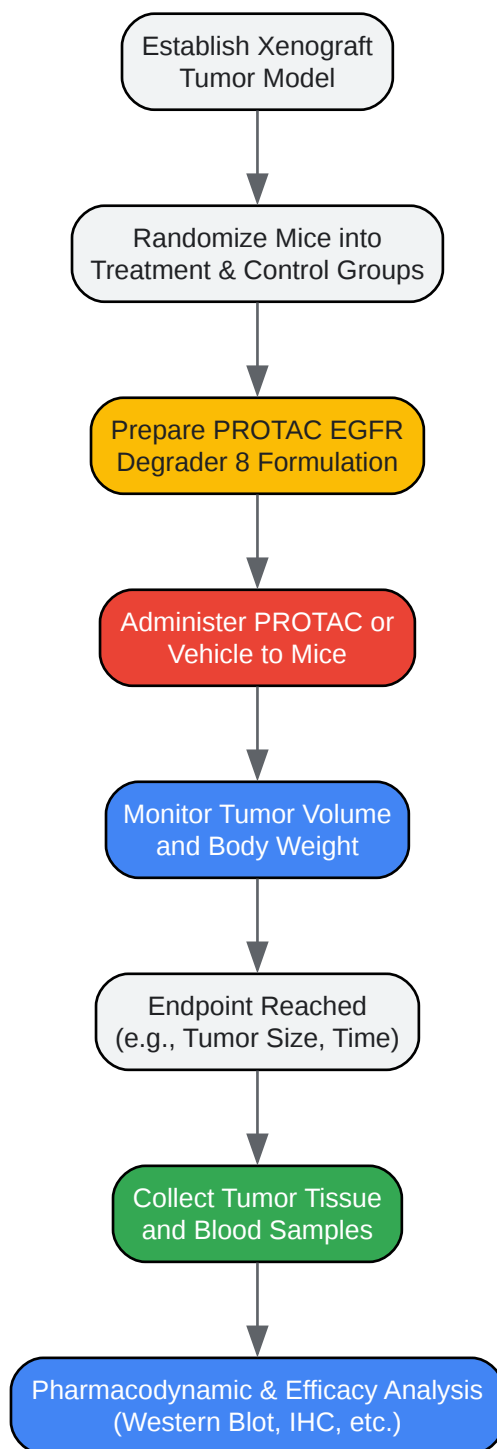 Establish Xenograft
Tumor Model
Randomize Mice into
Treatment & Control Groups
Prepare PROTAC EGFR
Degrader 8 Formulation
Administer PROTAC or
Vehicle to Mice
Monitor Tumor Volume
and Body Weight
Endpoint Reached
(e.g., Tumor Size, Time)
Collect Tumor Tissue
and Blood Samples
Pharmacodynamic & Efficacy Analysis
(Western Blot, IHC, etc.)